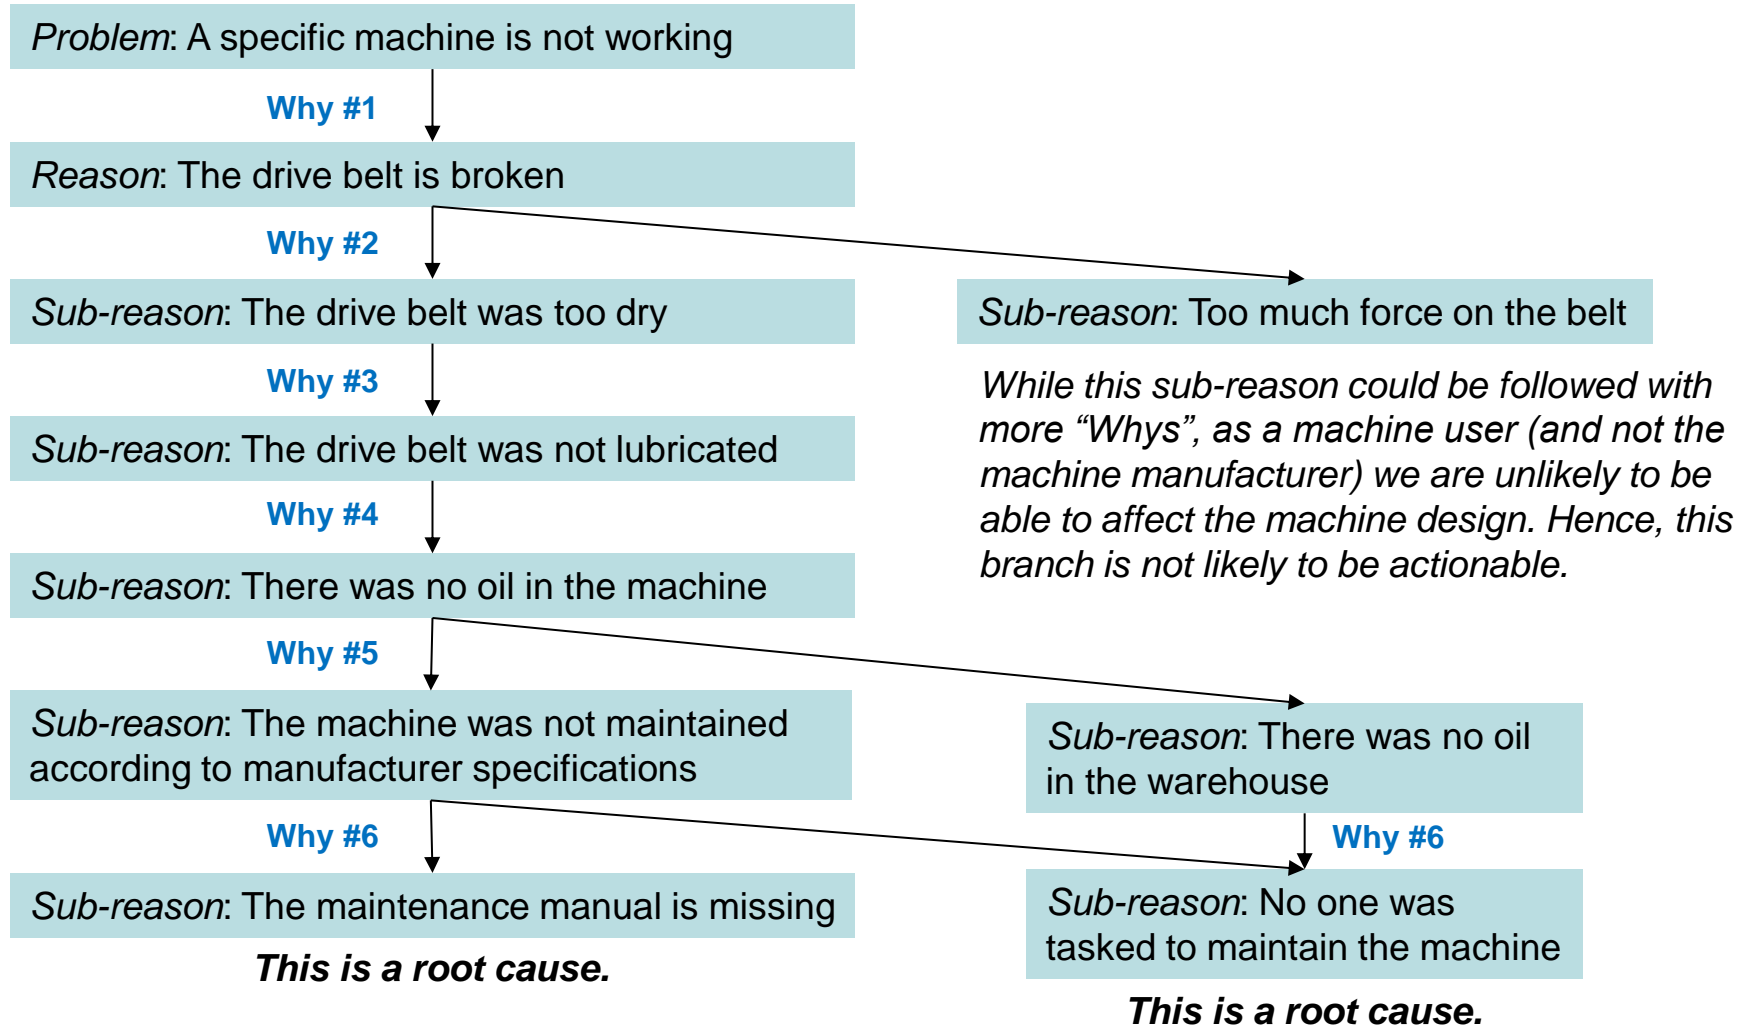 Problem: A specific machine is not working
Why #1
Reason: The drive belt is broken
Why #2
Sub-reason: The drive belt was too dry
Sub-reason: Too much force on the belt
While this sub-reason could be followed with
more “Whys”, as a machine user (and not the
machine manufacturer) we are unlikely to be
able to affect the machine design. Hence, this
branch is not likely to be actionable.
Why #3
Sub-reason: The drive belt was not lubricated
Why #4
Sub-reason: There was no oil in the machine
Why #5
Sub-reason: The machine was not maintained
according to manufacturer specifications
Sub-reason: There was no oil
in the warehouse
Why #6
Why #6
Sub-reason: The maintenance manual is missing
This is a root cause.
Sub-reason: No one was
tasked to maintain the machine
This is a root cause.